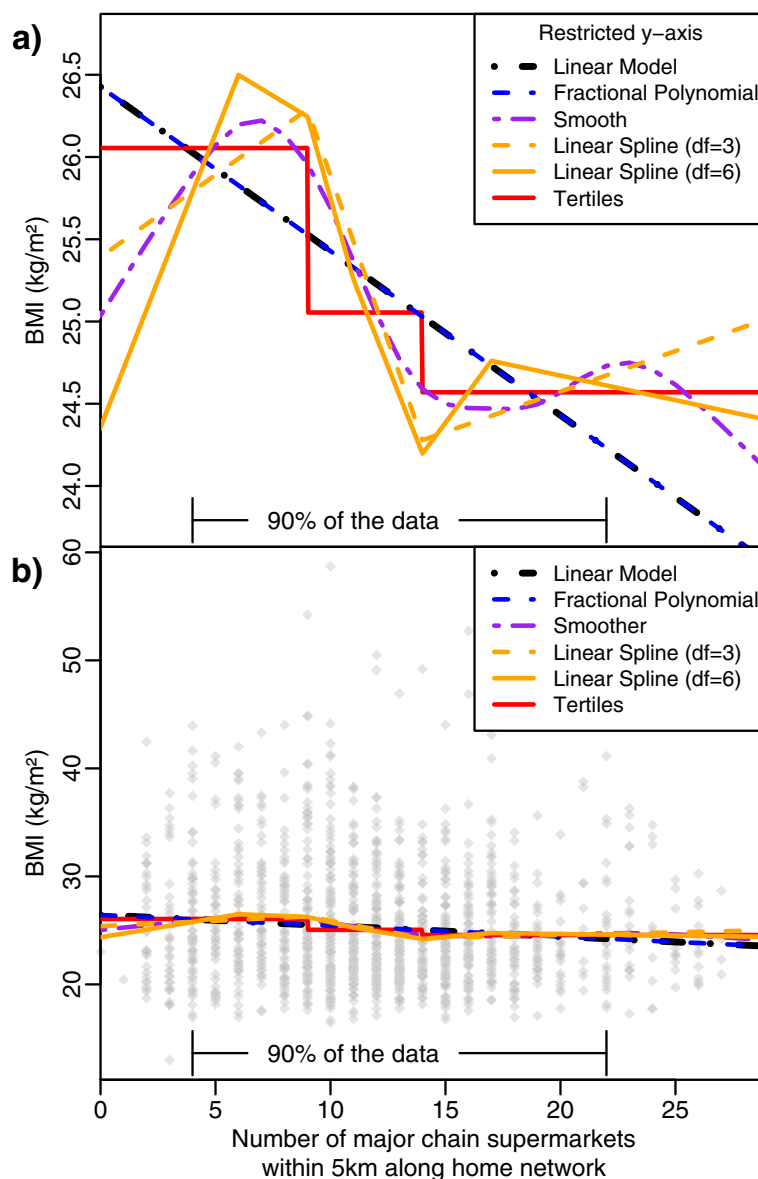 a)
Restricted y−axis
Linear Model
Fractional Polynomial
Smooth
Linear Spline (df=3)
Linear Spline (df=6)
Tertiles
BMI (kg/m²)
26.5
26.0
25.5
25.0
24.5
24.0
90% of the data
b)
Linear Model
Fractional Polynomial
Smoother
Linear Spline (df=3)
Linear Spline (df=6)
Tertiles
BMI (kg/m²)
60
50
40
30
20
90% of the data
0 5 10 15 20 25
Number of major chain supermarkets
within 5km along home network